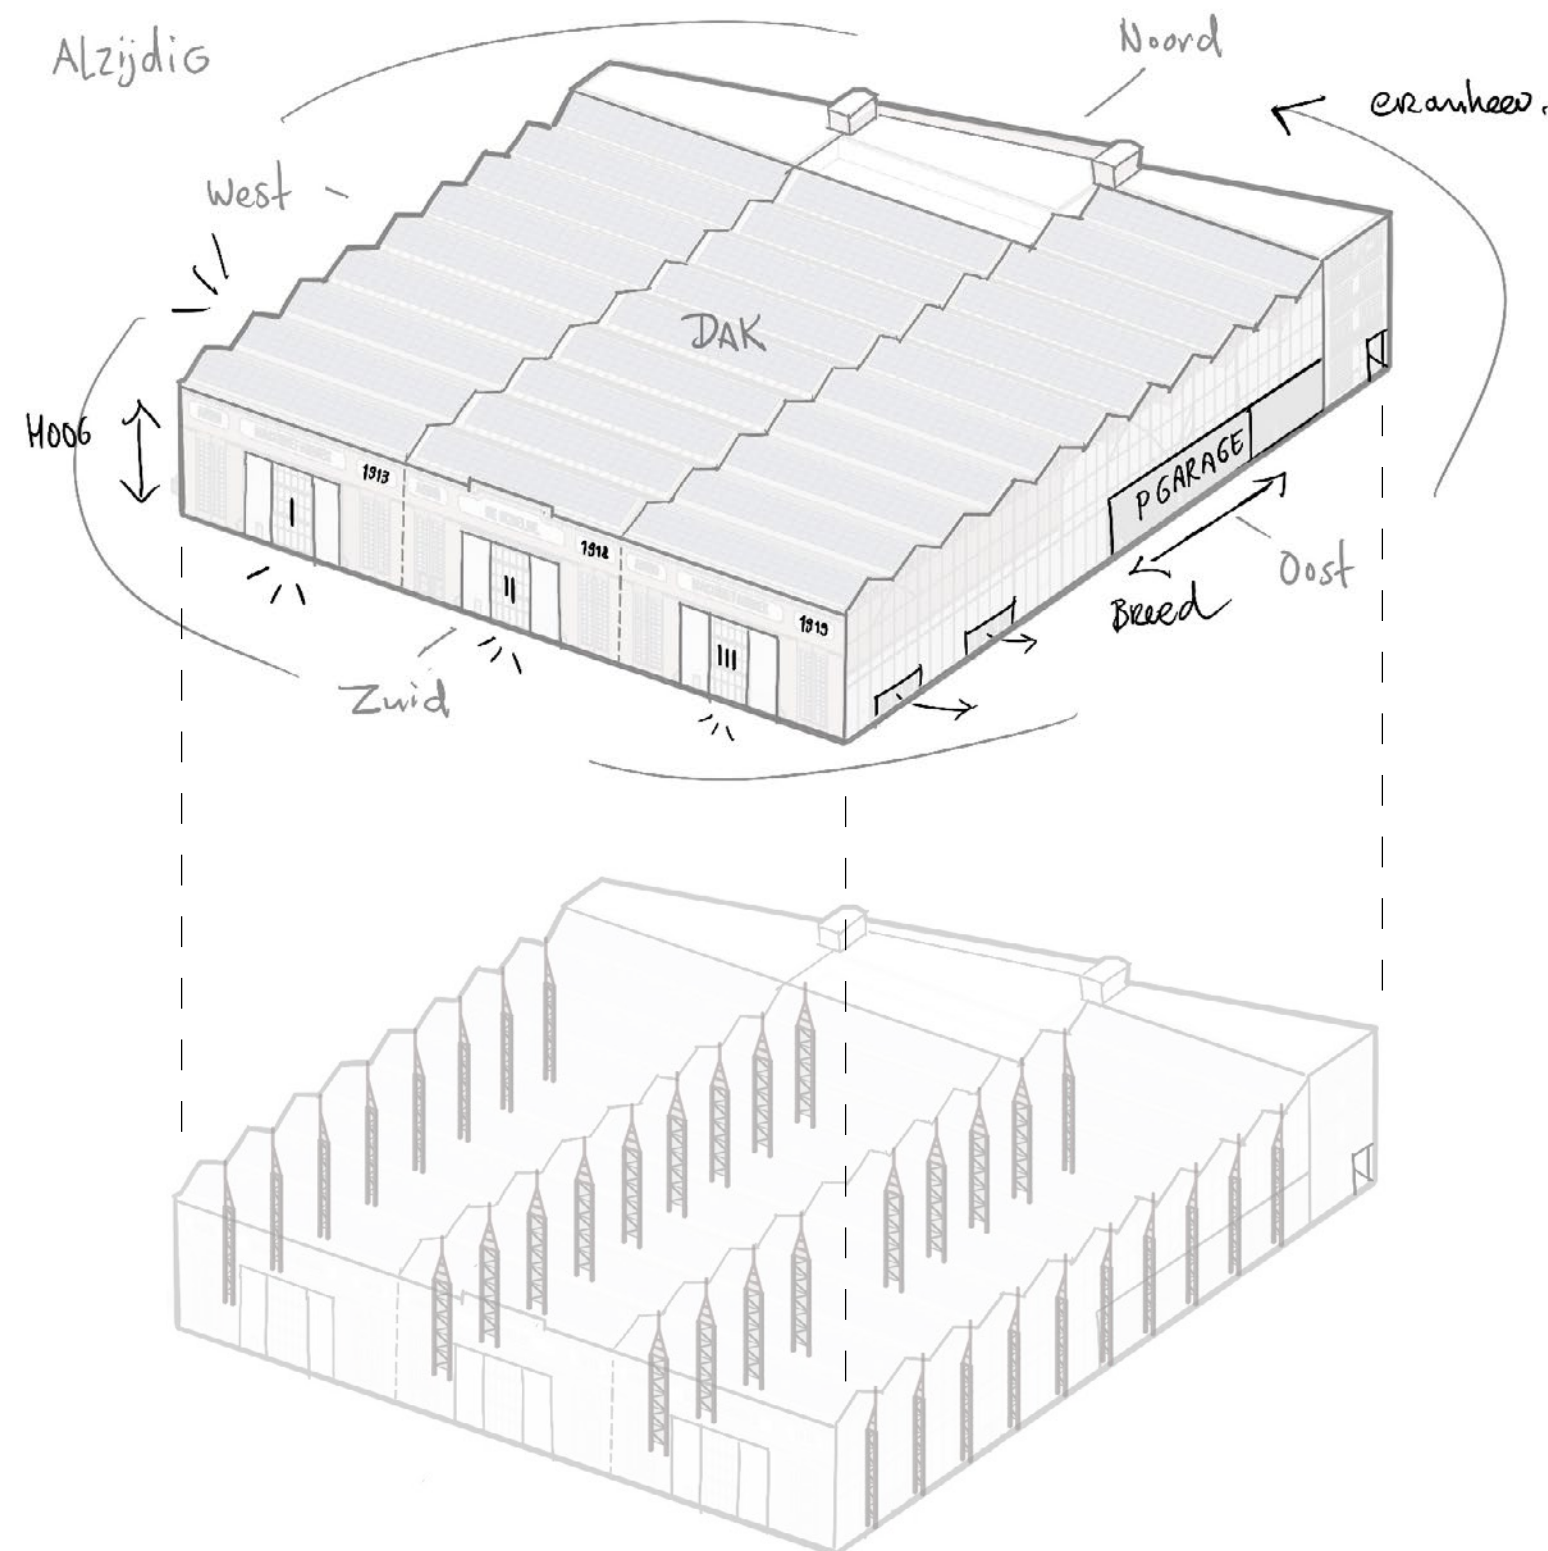 Alzijdig
Noord
West
DAK
HOOG
1913
I
1918
II
1919
III
P GARAGE
Oost
Breed
Zuid